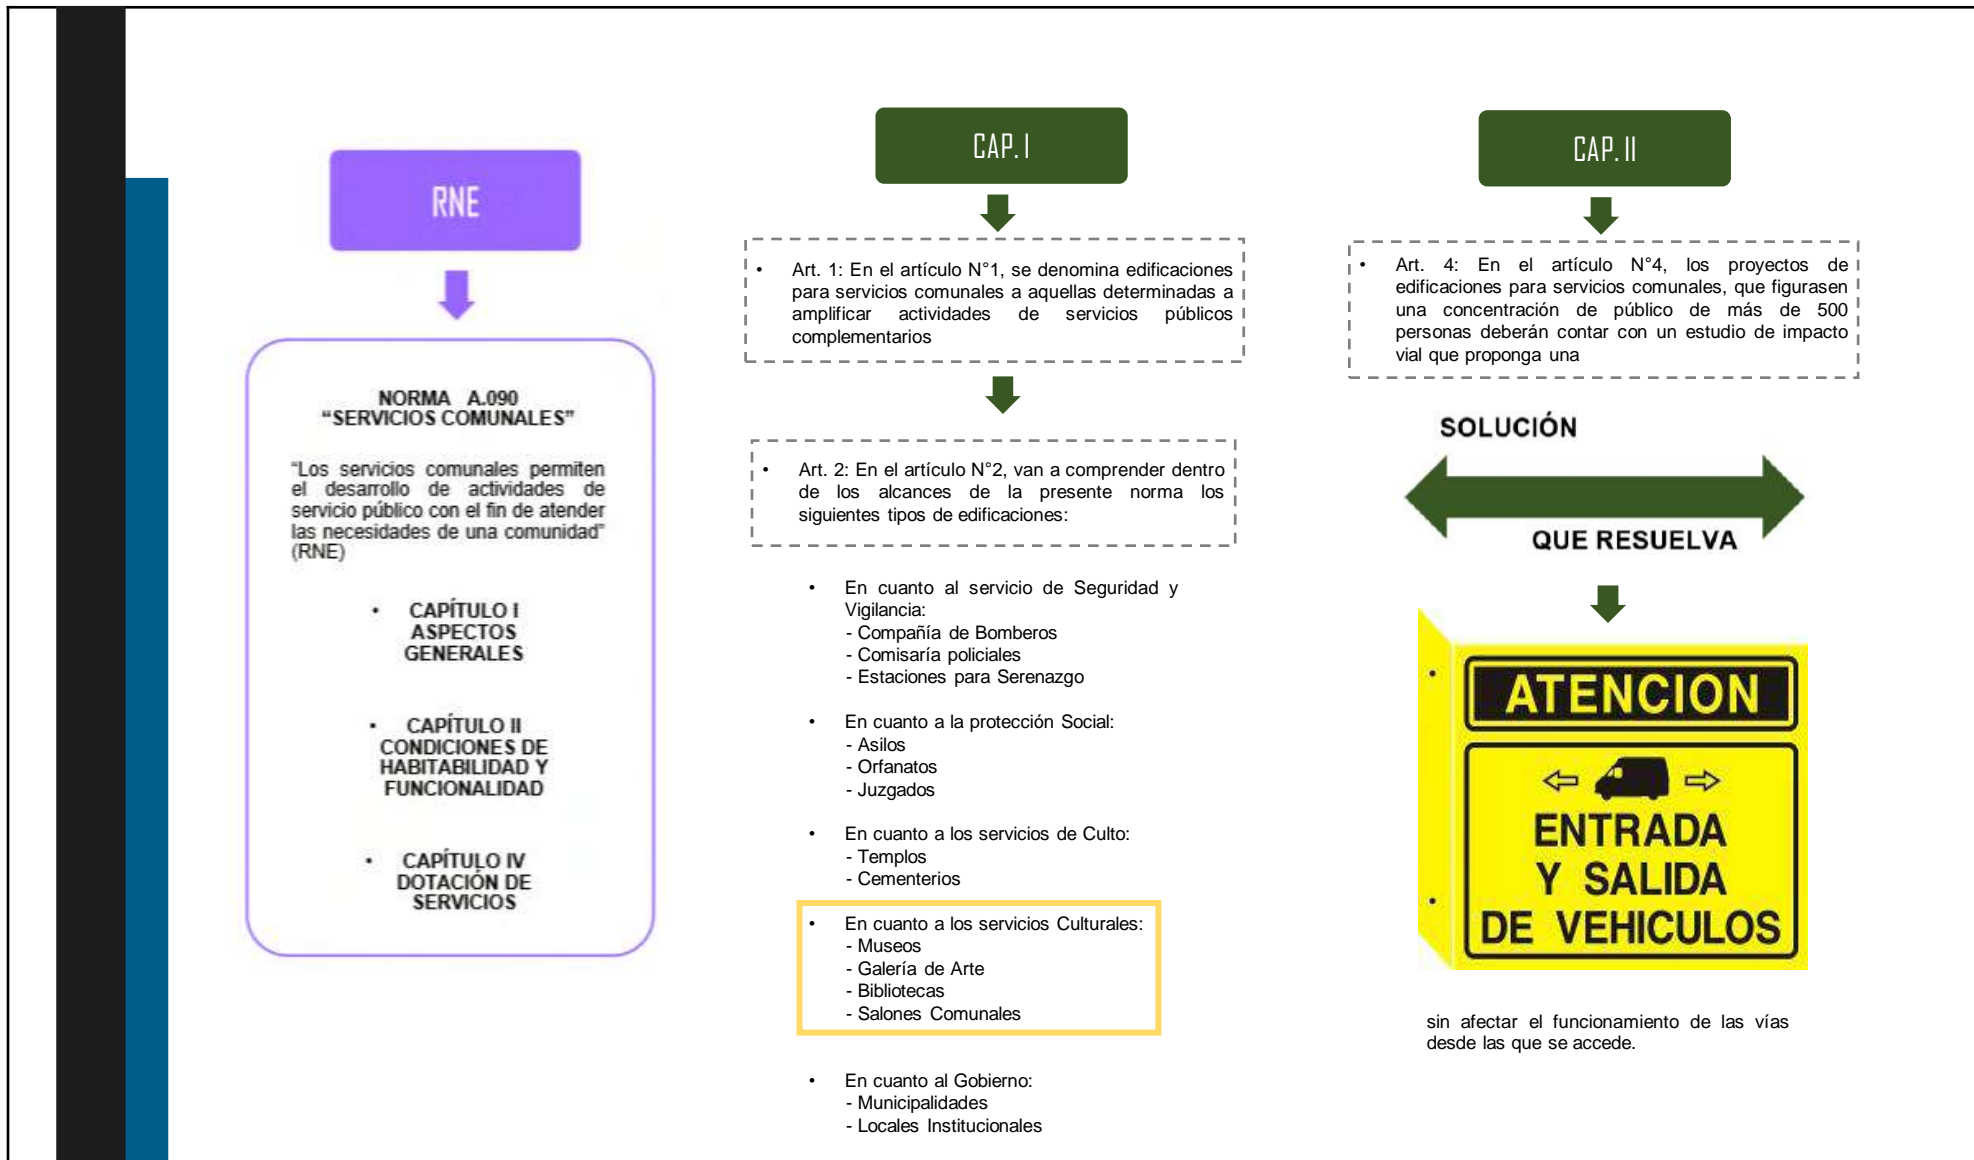 RNE
NORMA A.090
“SERVICIOS COMUNALES”
“Los servicios comunales permiten
el desarrollo de actividades de
servicio público con el fin de atender
las necesidades de una comunidad”
(RNE)
• CAPÍTULO I
ASPECTOS
GENERALES
• CAPÍTULO II
CONDICIONES DE
HABITABILIDAD Y
FUNCIONALIDAD
• CAPÍTULO IV
DOTACIÓN DE
SERVICIOS
CAP. I
• Art. 1: En el artículo N°1, se denomina edificaciones
para servicios comunales a aquellas determinadas a
amplificar actividades de servicios públicos
complementarios
• Art. 2: En el artículo N°2, van a comprender dentro
de los alcances de la presente norma los
siguientes tipos de edificaciones:
• En cuanto al servicio de Seguridad y
Vigilancia:
- Compañía de Bomberos
- Comisaría policiales
- Estaciones para Serenazgo
• En cuanto a la protección Social:
- Asilos
- Orfanatos
- Juzgados
• En cuanto a los servicios de Culto:
- Templos
- Cementerios
• En cuanto a los servicios Culturales:
- Museos
- Galería de Arte
- Bibliotecas
- Salones Comunales
• En cuanto al Gobierno:
- Municipalidades
- Locales Institucionales
CAP. II
• Art. 4: En el artículo N°4, los proyectos de
edificaciones para servicios comunales, que figurasen
una concentración de público de más de 500
personas deberán contar con un estudio de impacto
vial que proponga una
SOLUCIÓN
QUE RESUELVA
ATENCION
ENTRADA
Y SALIDA
DE VEHICULOS
sin afectar el funcionamiento de las vías
desde las que se accede.